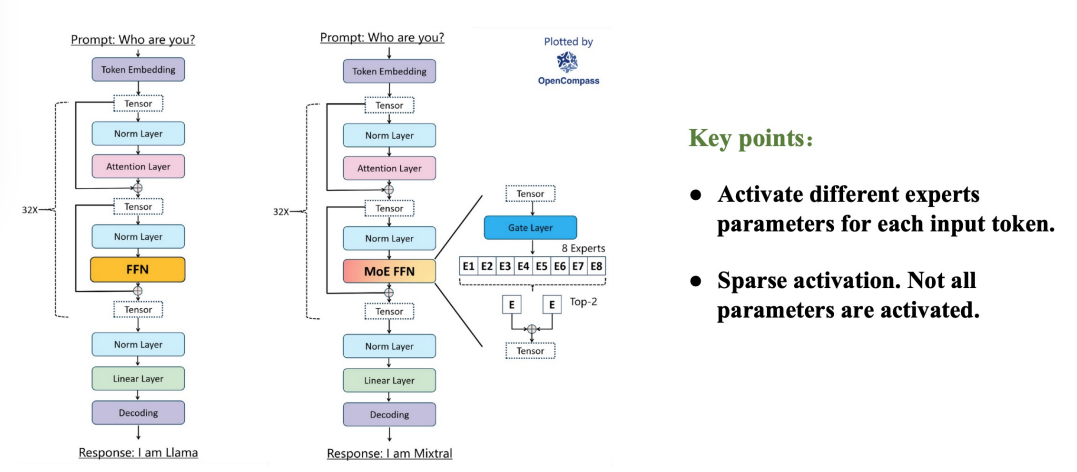 Prompt: Who are you?
Token Embedding
Tensor
Norm Layer
Attention Layer
32X
Tensor
Norm Layer
FFN
Tensor
Norm Layer
Linear Layer
Decoding
Response: I am Llama
Prompt: Who are you?
Token Embedding
Tensor
Norm Layer
Attention Layer
32X
Tensor
Norm Layer
MoE FFN
Tensor
Norm Layer
Linear Layer
Decoding
Response: I am Mixtral
Plotted by
OpenCompass
Tensor
Gate Layer
8 Experts
E1 E2 E3 E4 E5 E6 E7 E8
E E Top-2
Tensor
Key points:
● Activate different experts
parameters for each input token.
● Sparse activation. Not all
parameters are activated.